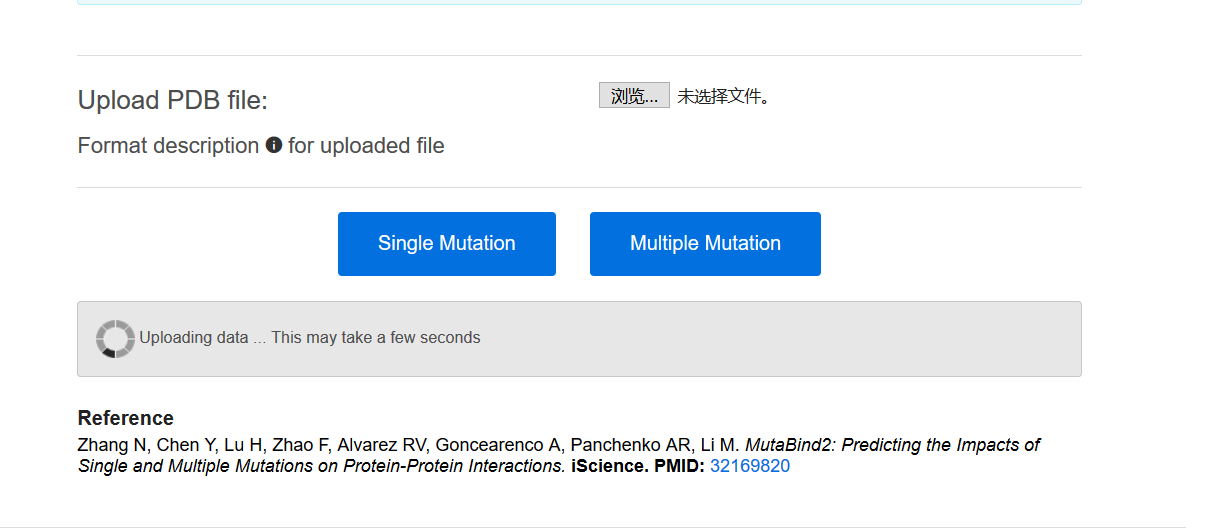 Upload PDB file:
浏览... 未选择文件。
Format description i for uploaded file
Single Mutation
Multiple Mutation
Uploading data ... This may take a few seconds
Reference
Zhang N, Chen Y, Lu H, Zhao F, Alvarez RV, Goncearenco A, Panchenko AR, Li M. MutaBind2: Predicting the Impacts of
Single and Multiple Mutations on Protein-Protein Interactions. iScience. PMID: 32169820